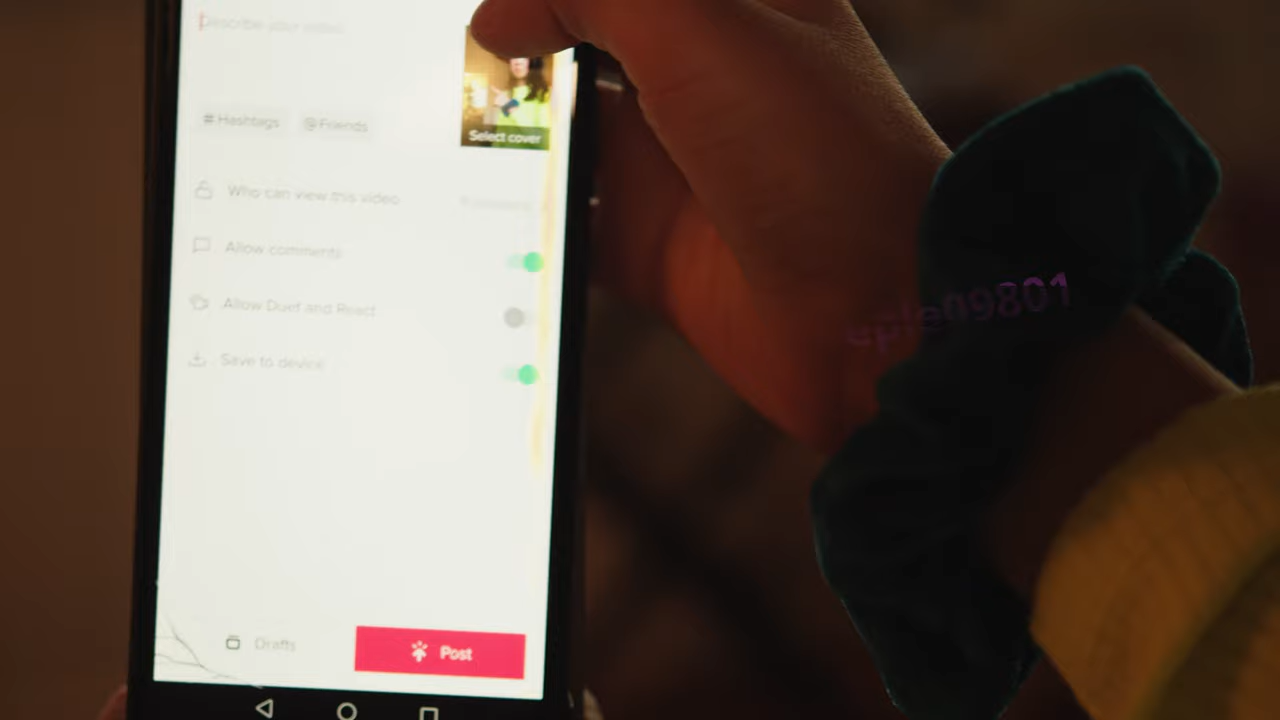 Describe your video
Select cover
# Hashtags @ Friends
Who can view this video
Allow comments
Allow Duet and React
Save to device
Drafts
Post